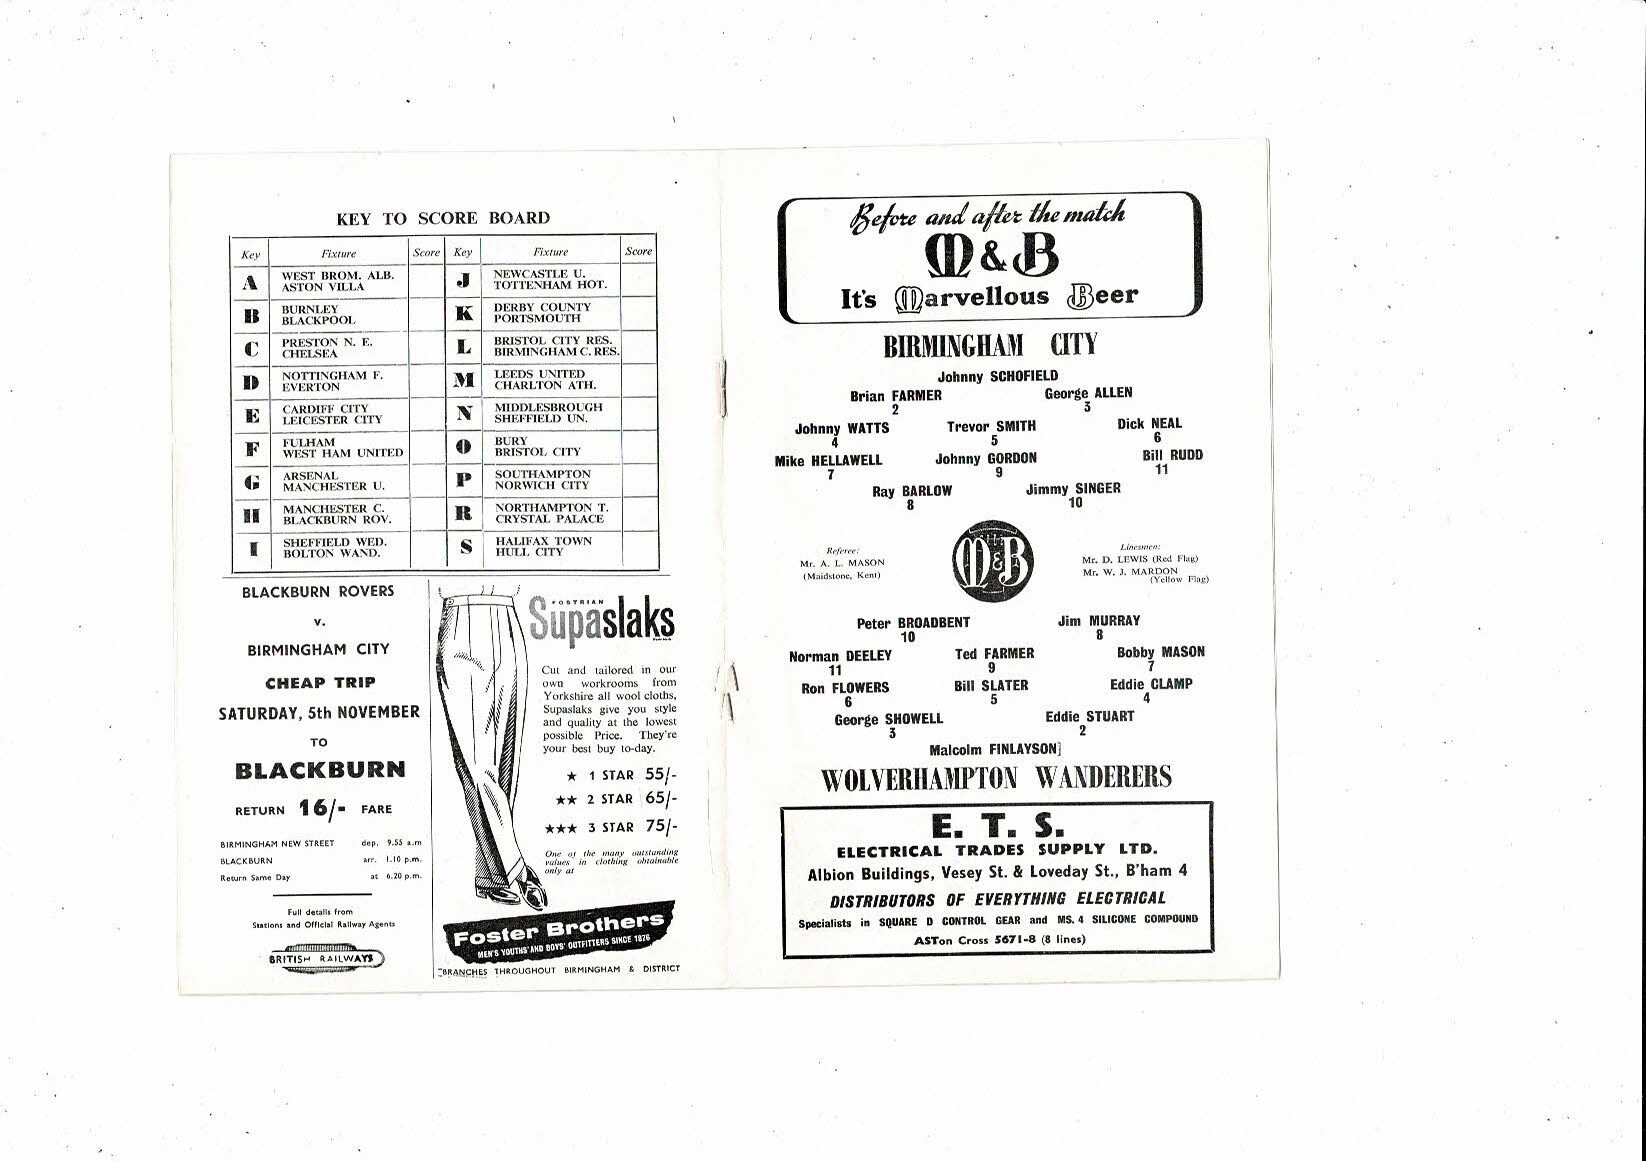 KEY TO SCORE BOARD
Key Fixture Score Key Fixture Score
A WEST BROM. ALB. J NEWCASTLE U.
ASTON VILLA TOTTENHAM HOT.
B BURNLEY K DERBY COUNTY
BLACKPOOL PORTSMOUTH
C PRESTON N. E. L BRISTOL CITY RES.
CHELSEA BIRMINGHAM C. RES.
D NOTTINGHAM F. M LEEDS UNITED
EVERTON CHARLTON ATH.
E CARDIFF CITY N MIDDLESBROUGH
LEICESTER CITY SHEFFIELD UN.
F FULHAM O BURY
WEST HAM UNITED BRISTOL CITY
G ARSENAL P SOUTHAMPTON
MANCHESTER U. NORWICH CITY
H MANCHESTER C. R NORTHAMPTON T.
BLACKBURN ROV. CRYSTAL PALACE
I SHEFFIELD WED. S HALIFAX TOWN
BOLTON WAND. HULL CITY
BLACKBURN ROVERS
v.
BIRMINGHAM CITY
CHEAP TRIP
SATURDAY, 5th NOVEMBER
TO
BLACKBURN
RETURN 16/- FARE
BIRMINGHAM NEW STREET dep. 9.55 a.m
BLACKBURN arr. 1.10 p.m.
Return Same Day at 6.20 p.m.
Full details from
Stations and Official Railway Agents
BRITISH RAILWAYS
FOSTRIAN
Supaslaks
Cut and tailored in our
own workrooms from
Yorkshire all wool cloths,
Supaslaks give you style
and quality at the lowest
possible Price. They're
your best buy to-day.
★ 1 STAR 55/-
★★ 2 STAR 65/-
★★★ 3 STAR 75/-
One of the many outstanding
values in clothing obtainable
only at
Foster Brothers
MEN'S YOUTHS' AND BOYS' OUTFITTERS SINCE 1876
BRANCHES THROUGHOUT BIRMINGHAM & DISTRICT
Before and after the match
M & B
It's Marvellous Beer
BIRMINGHAM CITY
Johnny SCHOFIELD
Brian FARMER George ALLEN
2 3
Johnny WATTS Trevor SMITH Dick NEAL
4 5 6
Mike HELLAWELL Johnny GORDON Bill RUDD
7 9 11
Ray BARLOW Jimmy SINGER
8 10
Referee:
Mr. A. L. MASON
(Maidstone, Kent)
M & B
Linesmen:
Mr. D. LEWIS (Red Flag)
Mr. W. J. MARDON
(Yellow Flag)
Peter BROADBENT Jim MURRAY
10 8
Norman DEELEY Ted FARMER Bobby MASON
11 9 7
Ron FLOWERS Bill SLATER Eddie CLAMP
6 5 4
George SHOWELL Eddie STUART
3 2
Malcolm FINLAYSON
WOLVERHAMPTON WANDERERS
E. T. S.
ELECTRICAL TRADES SUPPLY LTD.
Albion Buildings, Vesey St. & Loveday St., B'ham 4
DISTRIBUTORS OF EVERYTHING ELECTRICAL
Specialists in SQUARE D CONTROL GEAR and MS. 4 SILICONE COMPOUND
ASTon Cross 5671-8 (8 lines)